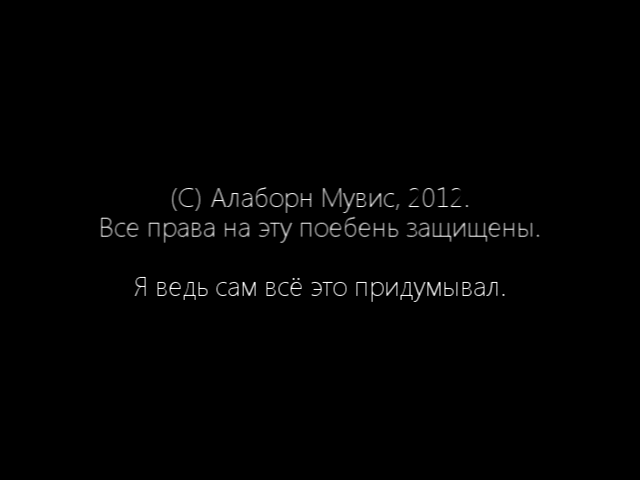 (С) Алаборн Мувис, 2012.
Все права на эту поебень защищены.
Я ведь сам всё это придумывал.